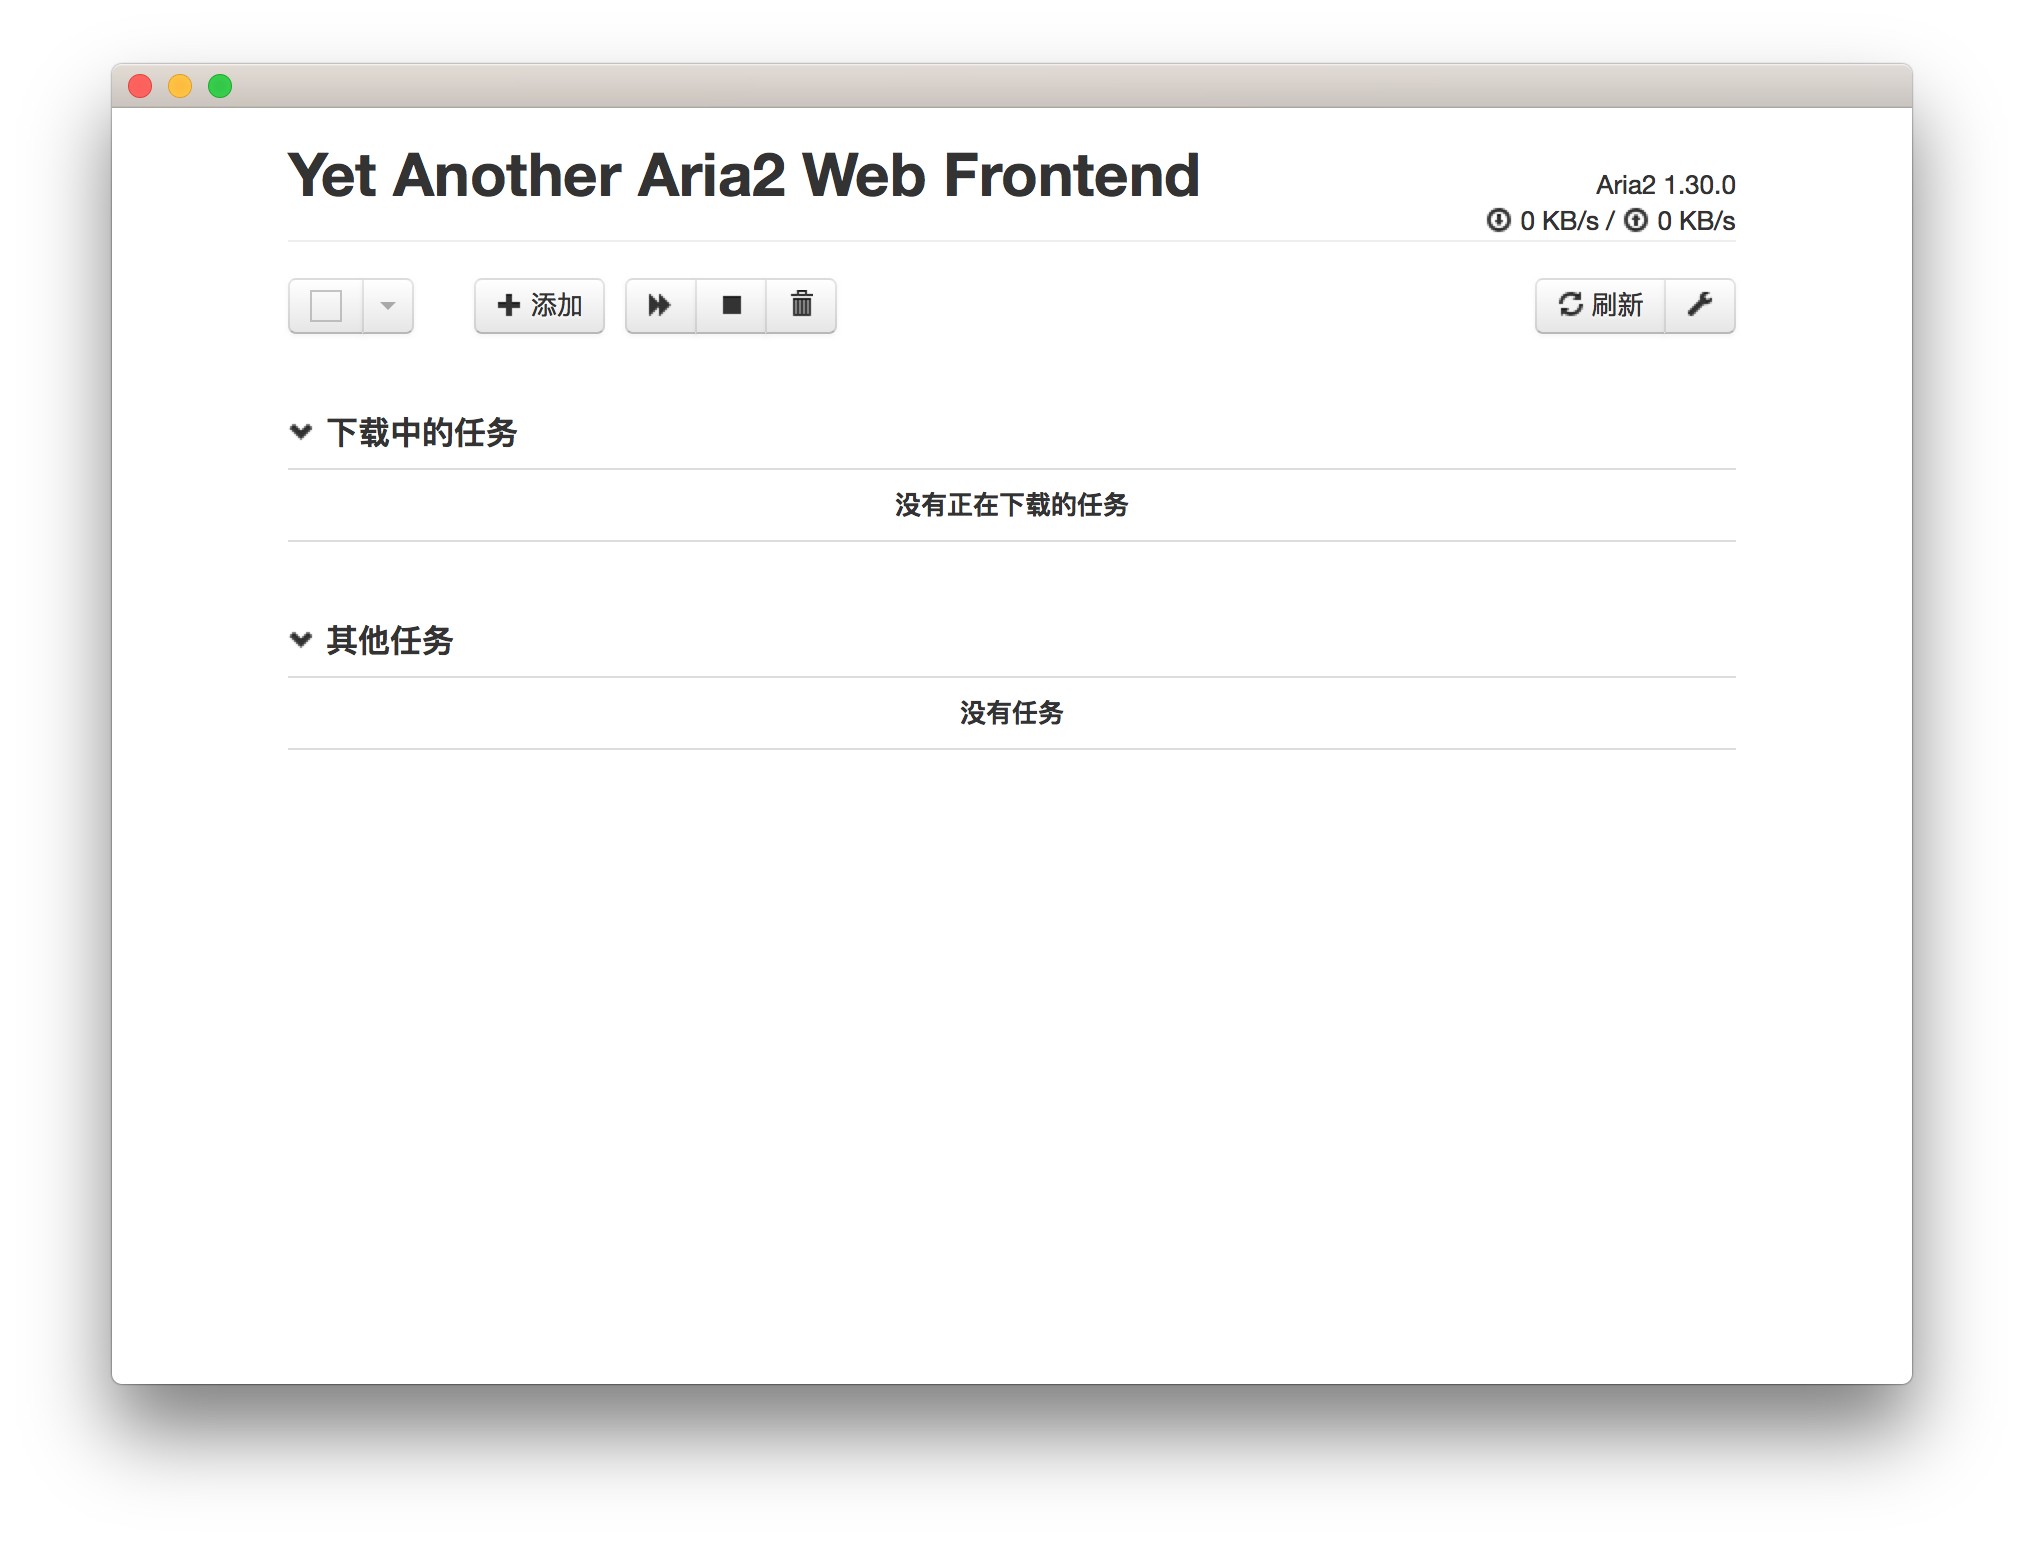 Yet Another Aria2 Web Frontend
Aria2 1.30.0
0 KB/s / 0 KB/s
添加
刷新
下载中的任务
没有正在下载的任务
其他任务
没有任务